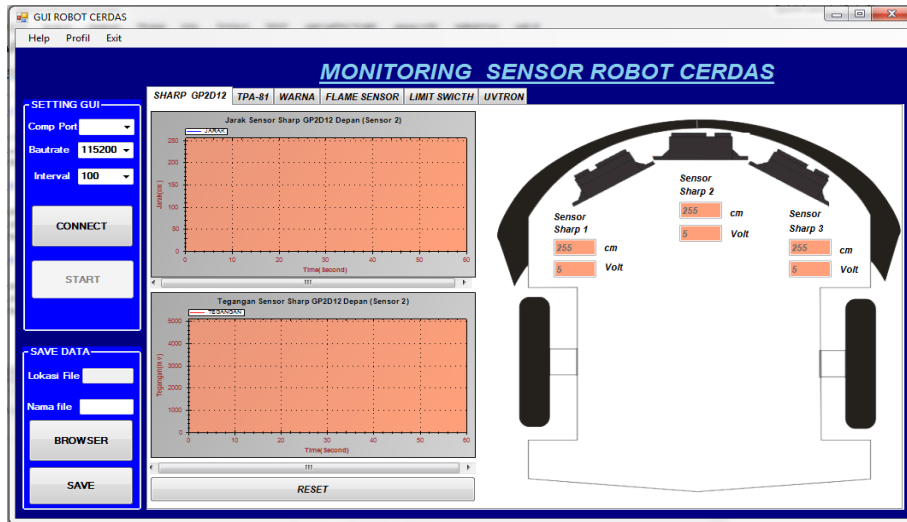 GUI ROBOT CERDAS
Help Profil Exit
MONITORING SENSOR ROBOT CERDAS
SHARP GP2D12 TPA-81 WARNA FLAME SENSOR LIMIT SWICTH UVTRON
SETTING GUI
Comp Port
Bautrate 115200
Interval 100
CONNECT
START
SAVE DATA
Lokasi File
Nama file
BROWSER
SAVE
Jarak Sensor Sharp GP2D12 Depan (Sensor 2)
JARAK
Jarak(cm )
250
200
150
100
50
0
0 10 20 30 40 50 60
Time( Second)
Tegangan Sensor Sharp GP2D12 Depan (Sensor 2)
TEGANGAN
Tegangan(m v)
5000
4000
3000
2000
1000
0
0 10 20 30 40 50 60
Time( Second)
RESET
Sensor
Sharp 1
255 cm
5 Volt
Sensor
Sharp 2
255 cm
5 Volt
Sensor
Sharp 3
255 cm
5 Volt